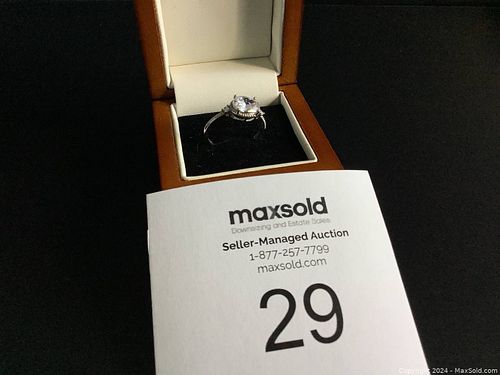 maxsold
Downsizing and Estate Sales
Seller-Managed Auction
1-877-257-7799
maxsold.com
29
Copyright 2024 - MaxSold.com